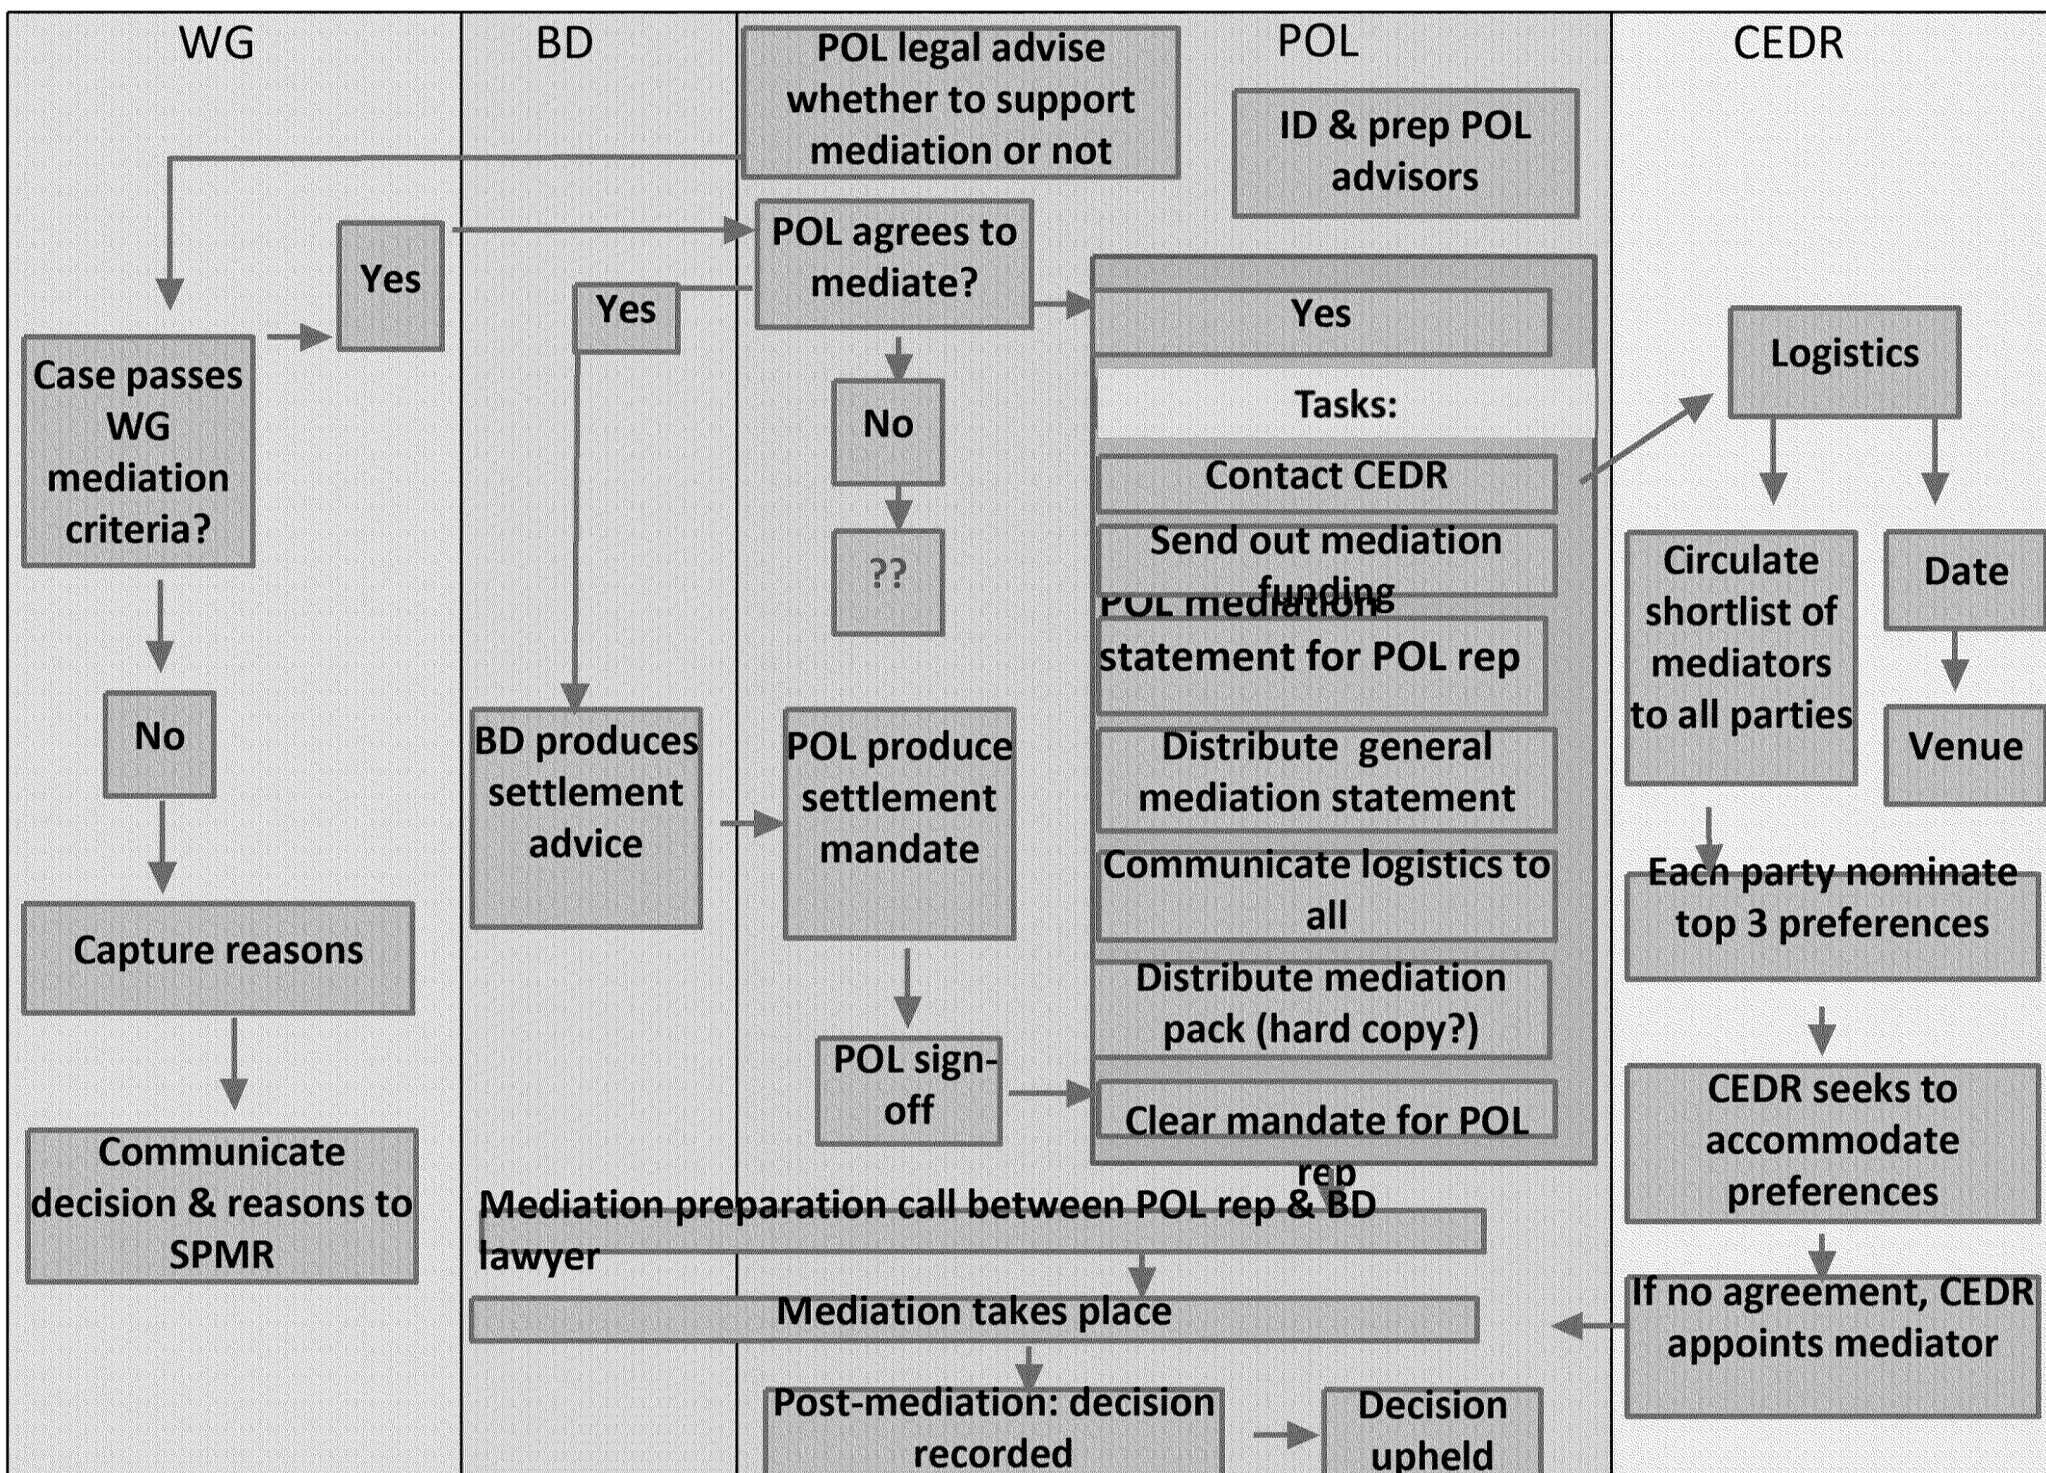 WG
BD
POL
CEDR
POL legal advise
whether to support
mediation or not
ID & prep POL
advisors
Yes
POL agrees to
mediate?
Yes
Yes
Case passes
WG
mediation
criteria?
No
??
Tasks:
Contact CEDR
Send out mediation
funding
POL mediation
statement for POL rep
Distribute general
mediation statement
Communicate logistics to
all
Distribute mediation
pack (hard copy?)
Clear mandate for POL
rep
Logistics
Circulate
shortlist of
mediators
to all parties
Date
Venue
No
Capture reasons
Communicate
decision & reasons to
SPMR
BD produces
settlement
advice
POL produce
settlement
mandate
POL sign-
off
Each party nominate
top 3 preferences
CEDR seeks to
accommodate
preferences
If no agreement, CEDR
appoints mediator
Mediation preparation call between POL rep & BD
lawyer
Mediation takes place
Post-mediation: decision
recorded
Decision
upheld